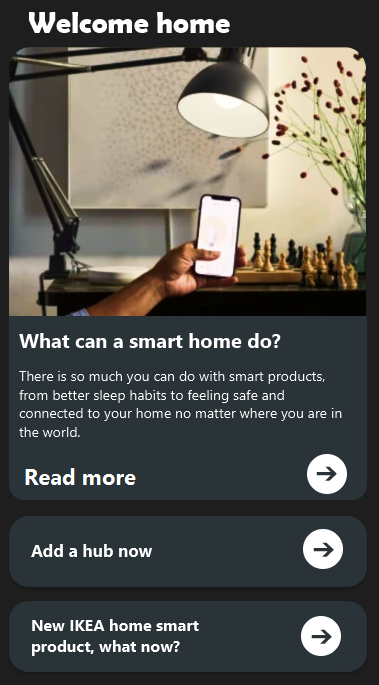 Welcome home
What can a smart home do?
There is so much you can do with smart products,
from better sleep habits to feeling safe and
connected to your home no matter where you are in
the world.
Read more
Add a hub now
New IKEA home smart
product, what now?